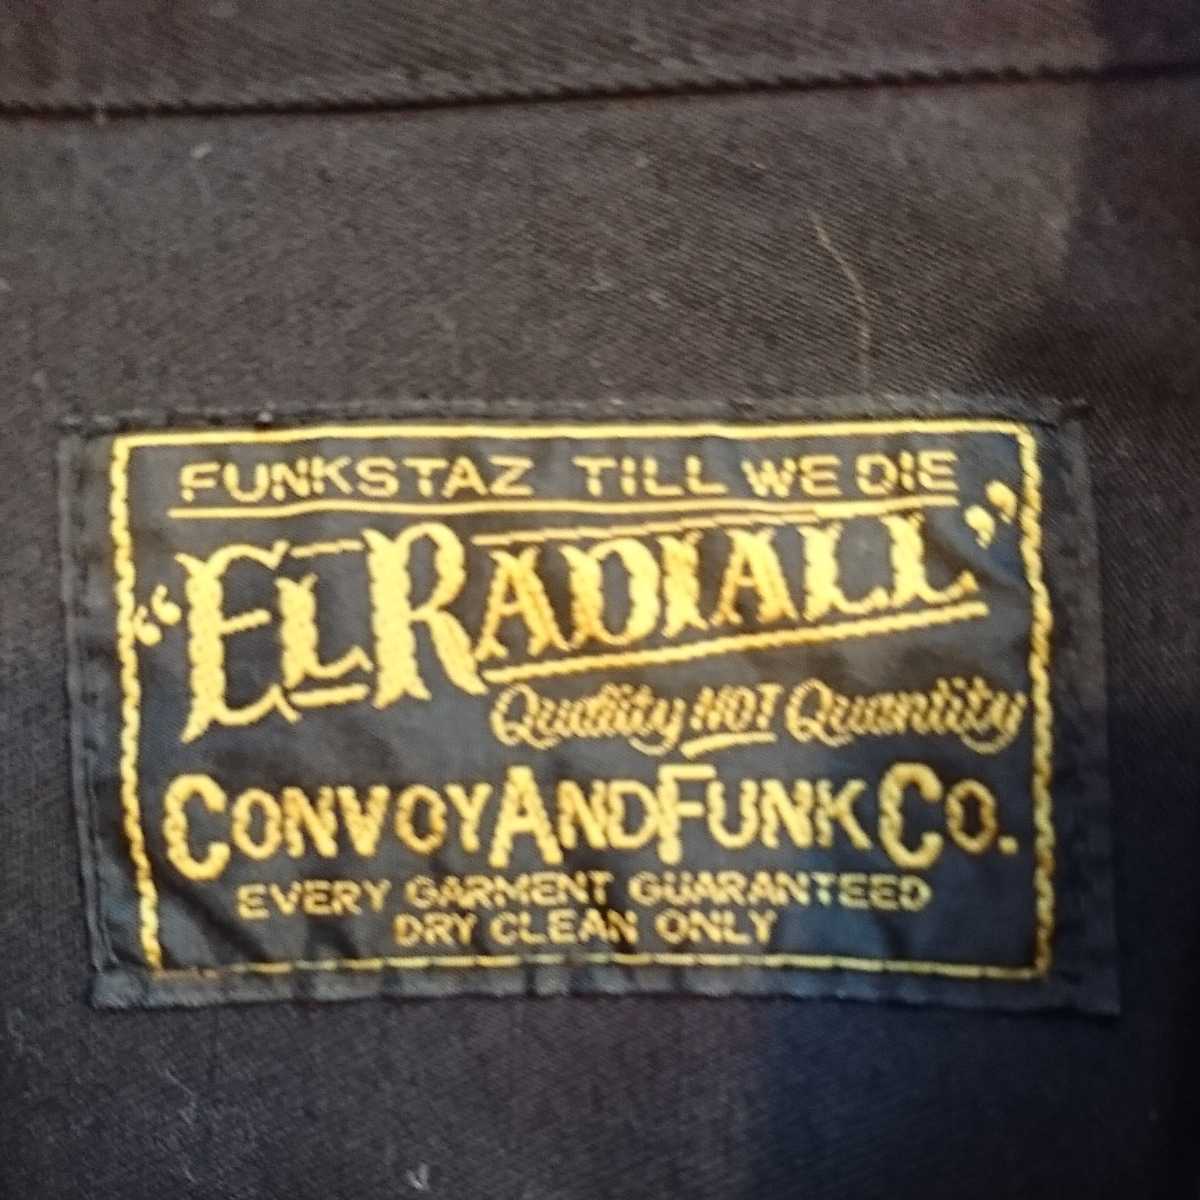 FUNKSTAZ TILL WE DIE
“ELRADIALL”
Quality NOT Quantity
CONVOYANDFUNKCO.
EVERY GARMENT GUARANTEED
DRY CLEAN ONLY